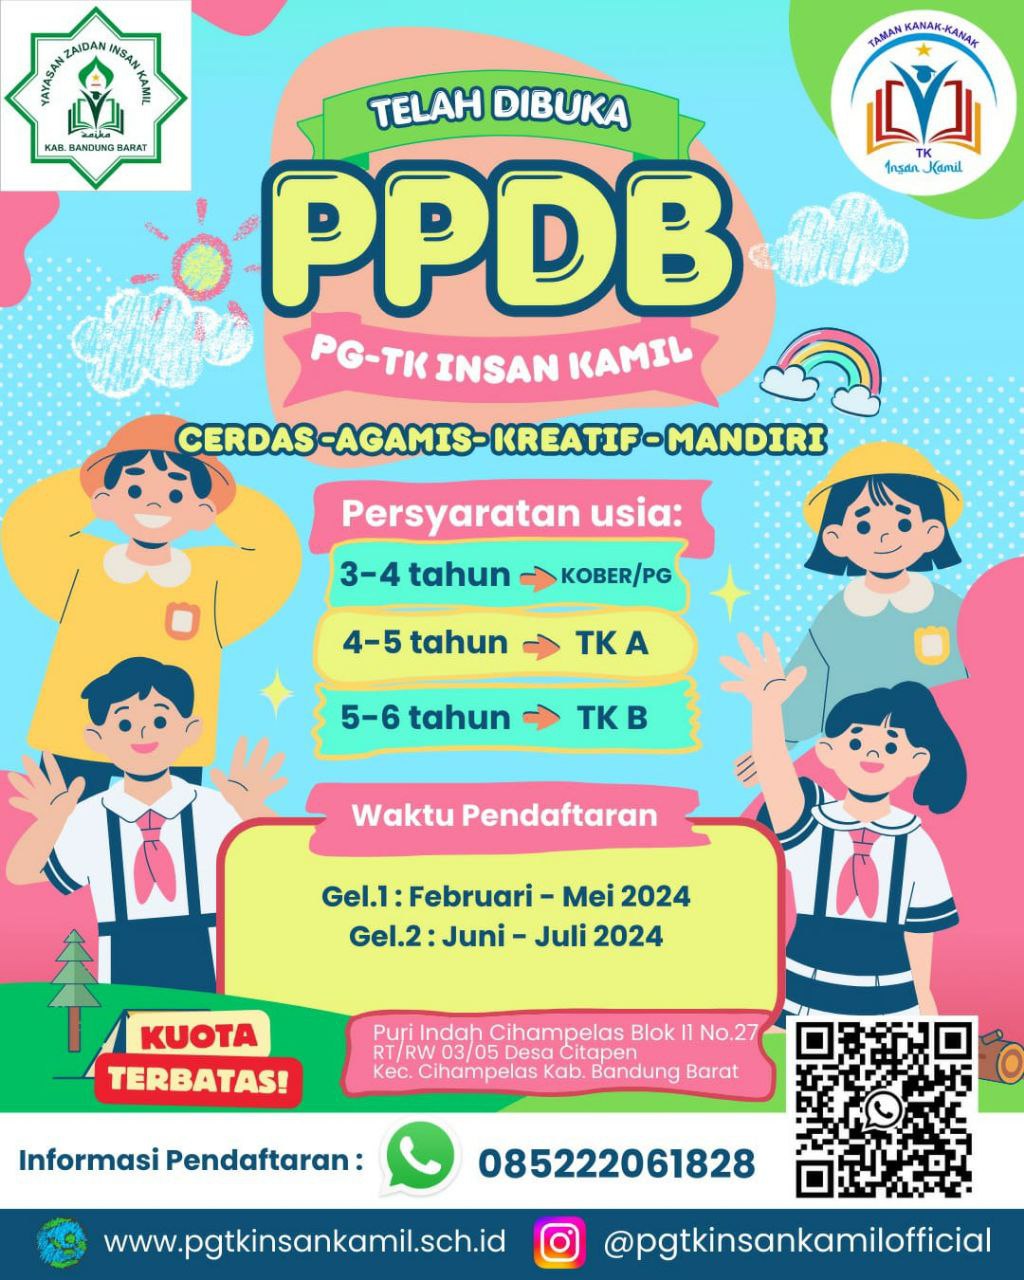 YAYASAN ZAIDAN INSAN KAMIL
zaika
KAB. BANDUNG BARAT
TAMAN KANAK-KANAK
TK
Insan Kamil
TELAH DIBUKA
PPDB
PG-TK INSAN KAMIL
CERDAS -AGAMIS- KREATIF - MANDIRI
Persyaratan usia:
3-4 tahun KOBER/PG
4-5 tahun TK A
5-6 tahun TK B
Waktu Pendaftaran
Gel.1 : Februari - Mei 2024
Gel.2 : Juni - Juli 2024
KUOTA
TERBATAS!
Puri Indah Cihampelas Blok I1 No.27
RT/RW 03/05 Desa Citapen
Kec. Cihampelas Kab. Bandung Barat
Informasi Pendaftaran : 085222061828
www.pgtkinsankamil.sch.id @pgtkinsankamilofficial